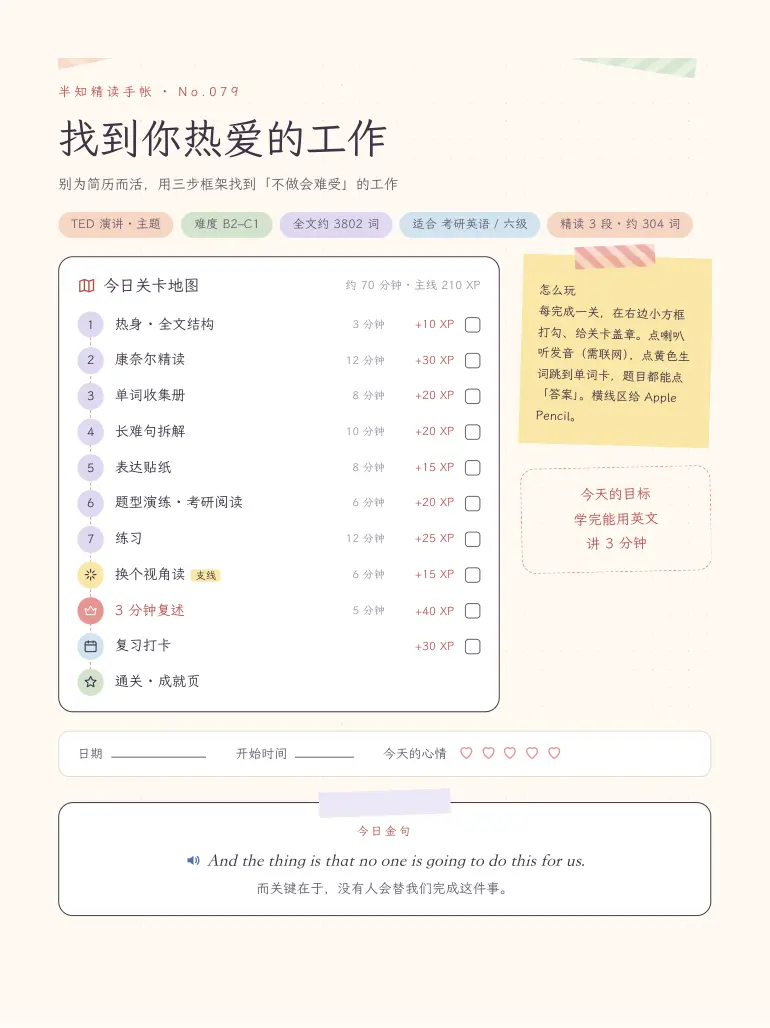 半知精读手帐 · No.079
找到你热爱的工作
别为简历而活，用三步框架找到「不做会难受」的工作
TED 演讲·主题
难度 B2–C1
全文约 3802 词
适合 考研英语 / 六级
精读 3 段·约 304 词
今日关卡地图
约 70 分钟·主线 210 XP
1 热身·全文结构 3 分钟 +10 XP
2 康奈尔精读 12 分钟 +30 XP
3 单词收集册 8 分钟 +20 XP
4 长难句拆解 10 分钟 +20 XP
5 表达贴纸 8 分钟 +15 XP
6 题型演练·考研阅读 6 分钟 +20 XP
7 练习 12 分钟 +25 XP
换个视角读 支线 6 分钟 +15 XP
3 分钟复述 5 分钟 +40 XP
复习打卡 +30 XP
通关·成就页
怎么玩
每完成一关，在右边小方框
打勾、给关卡盖章。点喇叭
听发音（需联网），点黄色生
词跳到单词卡，题目都能点
「答案」。横线区给 Apple
Pencil。
今天的目标
学完能用英文
讲 3 分钟
日期 开始时间 今天的心情
今日金句
And the thing is that no one is going to do this for us.
而关键在于，没有人会替我们完成这件事。